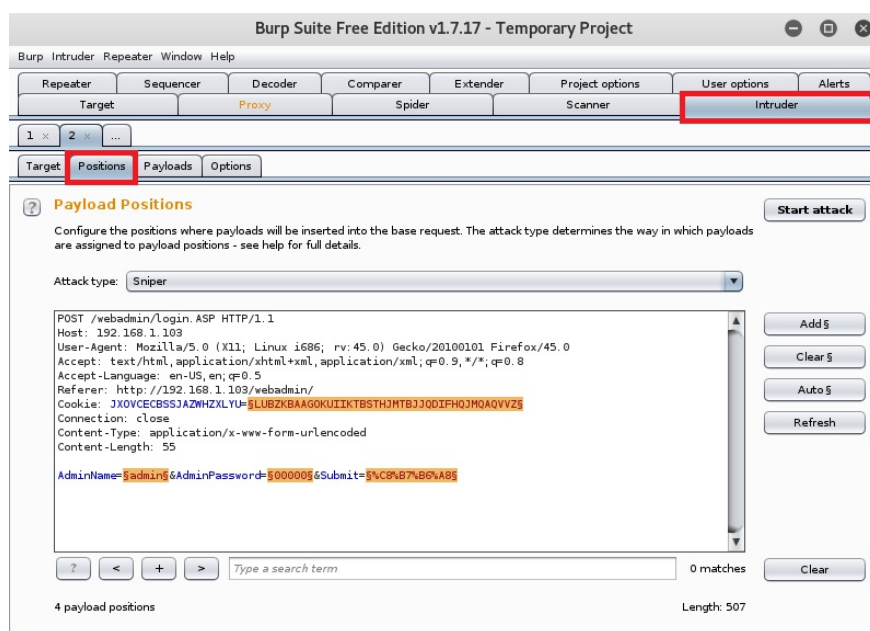 Burp Suite Free Edition v1.7.17 - Temporary Project
Burp Intruder Repeater Window Help
Repeater Sequencer Decoder Comparer Extender Project options User options Alerts
Target Proxy Spider Scanner Intruder
1 × 2 × ...
Target Positions Payloads Options
? Payload Positions
Start attack
Configure the positions where payloads will be inserted into the base request. The attack type determines the way in which payloads
are assigned to payload positions - see help for full details.
Attack type: Sniper
POST /webadmin/login.ASP HTTP/1.1
Host: 192.168.1.103
User-Agent: Mozilla/5.0 (X11; Linux i686; rv:45.0) Gecko/20100101 Firefox/45.0
Accept: text/html,application/xhtml+xml,application/xml;q=0.9,*/*;q=0.8
Accept-Language: en-US,en;q=0.5
Referer: http://192.168.1.103/webadmin/
Cookie: JXOVCECBSSJAZWHZXLYU=§LUBZKBAAGOKUIIKTBSTHJMTBJJQDIFHQJMQAQVVZ§
Connection: close
Content-Type: application/x-www-form-urlencoded
Content-Length: 55
AdminName=§admin§&AdminPassword=§00000§&Submit=§%C8%B7%B6%A8§
Add §
Clear §
Auto §
Refresh
? < + > Type a search term 0 matches Clear
4 payload positions Length: 507